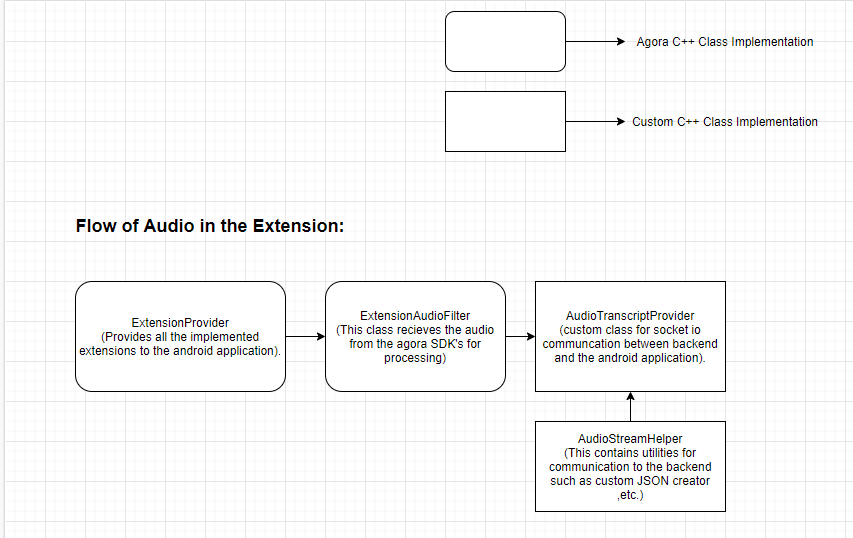 Agora C++ Class Implementation
Custom C++ Class Implementation
Flow of Audio in the Extension:
ExtensionProvider
(Provides all the implemented
extensions to the android application).
ExtensionAudioFilter
(This class recieves the audio
from the agora SDK's for
processing)
AudioTranscriptProvider
(custom class for socket io
communcation between backend
and the android application).
AudioStreamHelper
(This contains utilities for
communication to the backend
such as custom JSON creator
,etc.)